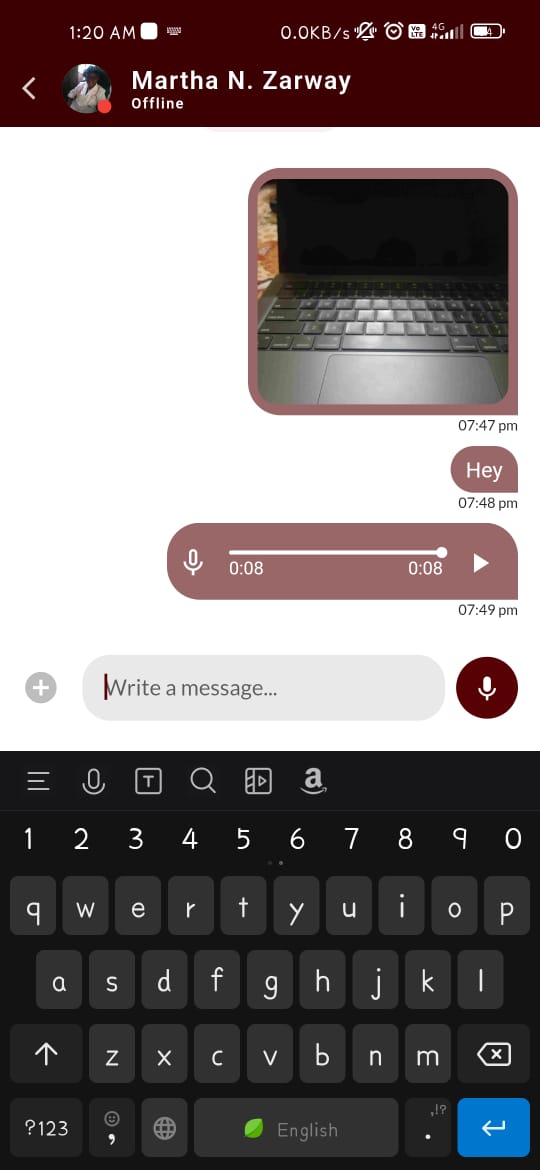 1:20 AM 0.0KB/s Vo LTE 4G 4
Martha N. Zarway
Offline
07:47 pm
Hey
07:48 pm
0:08 0:08
07:49 pm
Write a message...
T a
1 2 3 4 5 6 7 8 9 0
q w e r t y u i o p
a s d f g h j k l
z x c v b n m
?123 , English . ,!?